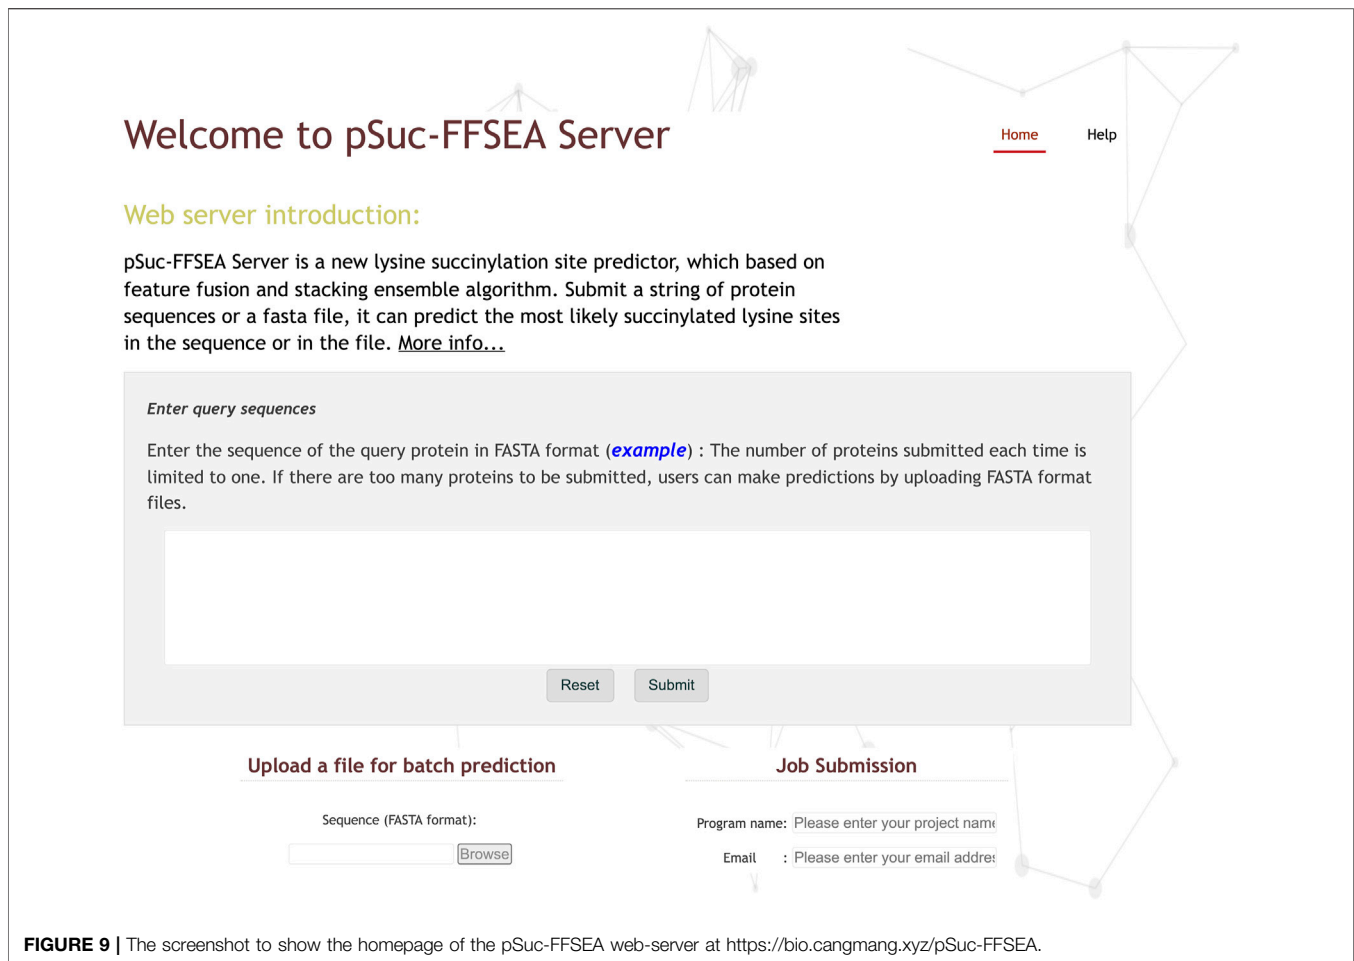 Welcome to pSuc-FFSEA Server
Home
Help
Web server introduction:
pSuc-FFSEA Server is a new lysine succinylation site predictor, which based on
feature fusion and stacking ensemble algorithm. Submit a string of protein
sequences or a fasta file, it can predict the most likely succinylated lysine sites
in the sequence or in the file. More info...
Enter query sequences
Enter the sequence of the query protein in FASTA format (example) : The number of proteins submitted each time is
limited to one. If there are too many proteins to be submitted, users can make predictions by uploading FASTA format
files.
Reset
Submit
Upload a file for batch prediction
Sequence (FASTA format):
Browse
Job Submission
Program name: Please enter your project name
Email : Please enter your email addres
FIGURE 9 | The screenshot to show the homepage of the pSuc-FFSEA web-server at https://bio.cangmang.xyz/pSuc-FFSEA.